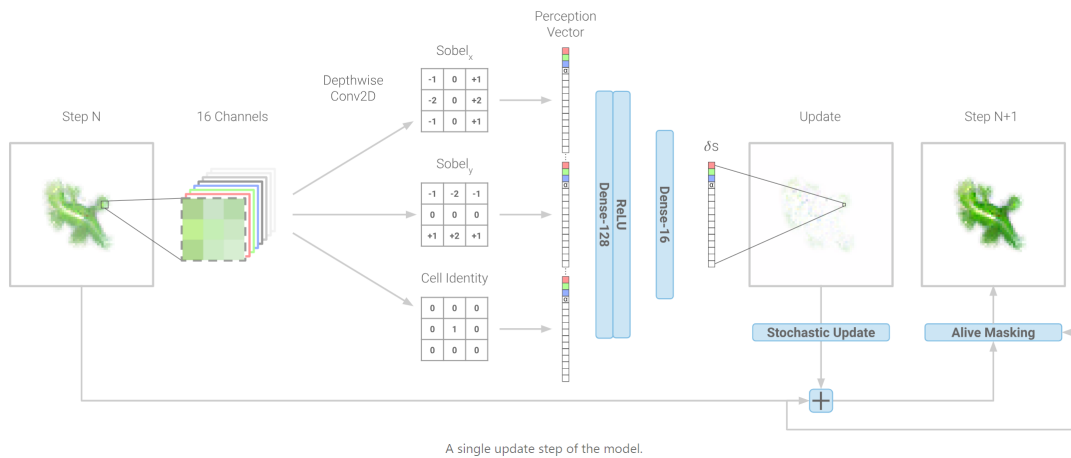 Step N
16 Channels
Depthwise
Conv2D
Sobelx
-1 0 +1
-2 0 +2
-1 0 +1
Sobely
-1 -2 -1
0 0 0
+1 +2 +1
Cell Identity
0 0 0
0 1 0
0 0 0
Perception
Vector
α
α
α
Dense-128
ReLU
Dense-16
δs
α
Update
Stochastic Update
+
Step N+1
Alive Masking
A single update step of the model.